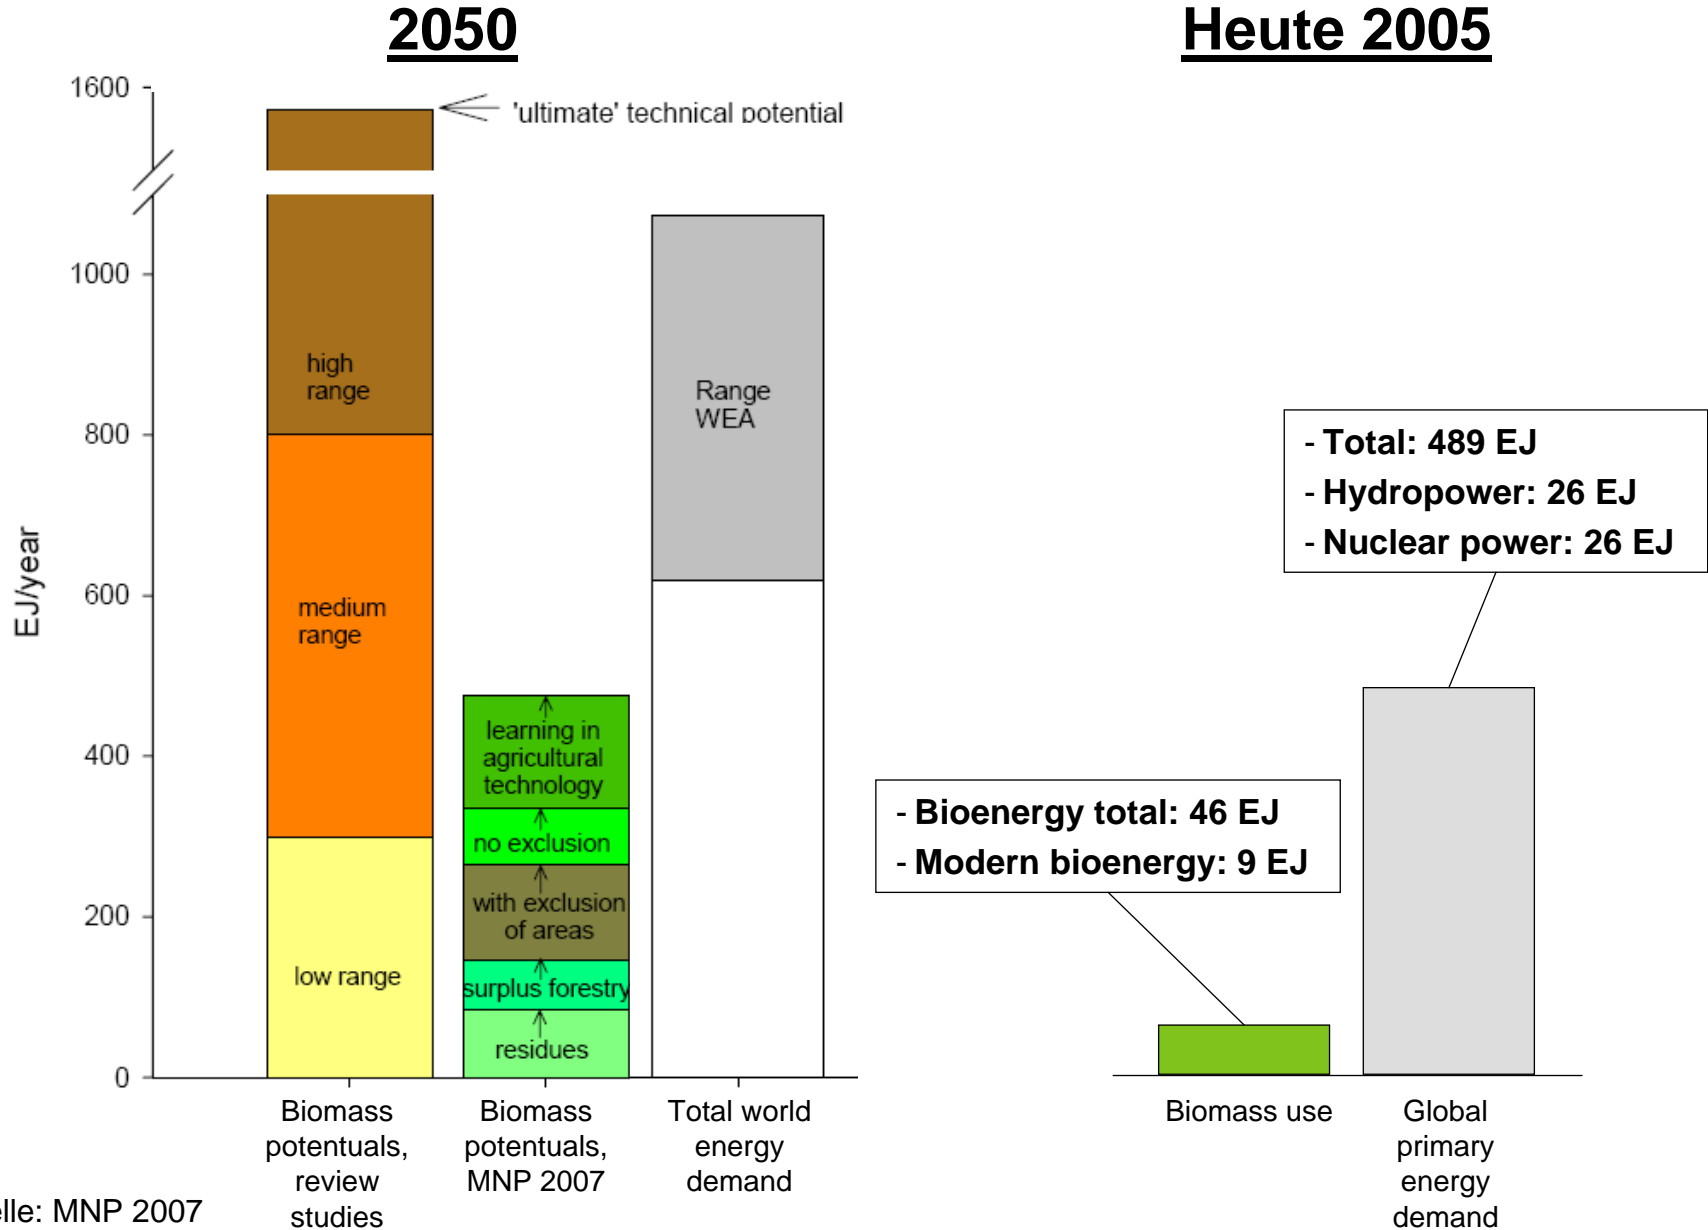 2050
Heute 2005
1600
'ultimate' technical potential
1000
800
600
400
200
0
EJ/year
high
range
medium
range
low range
learning in
agricultural
technology
no exclusion
with exclusion
of areas
surplus forestry
residues
Range
WEA
- Total: 489 EJ
- Hydropower: 26 EJ
- Nuclear power: 26 EJ
- Bioenergy total: 46 EJ
- Modern bioenergy: 9 EJ
Biomass
potentuals,
review
studies
Biomass
potentuals,
MNP 2007
Total world
energy
demand
Biomass use
Global
primary
energy
demand
elle: MNP 2007